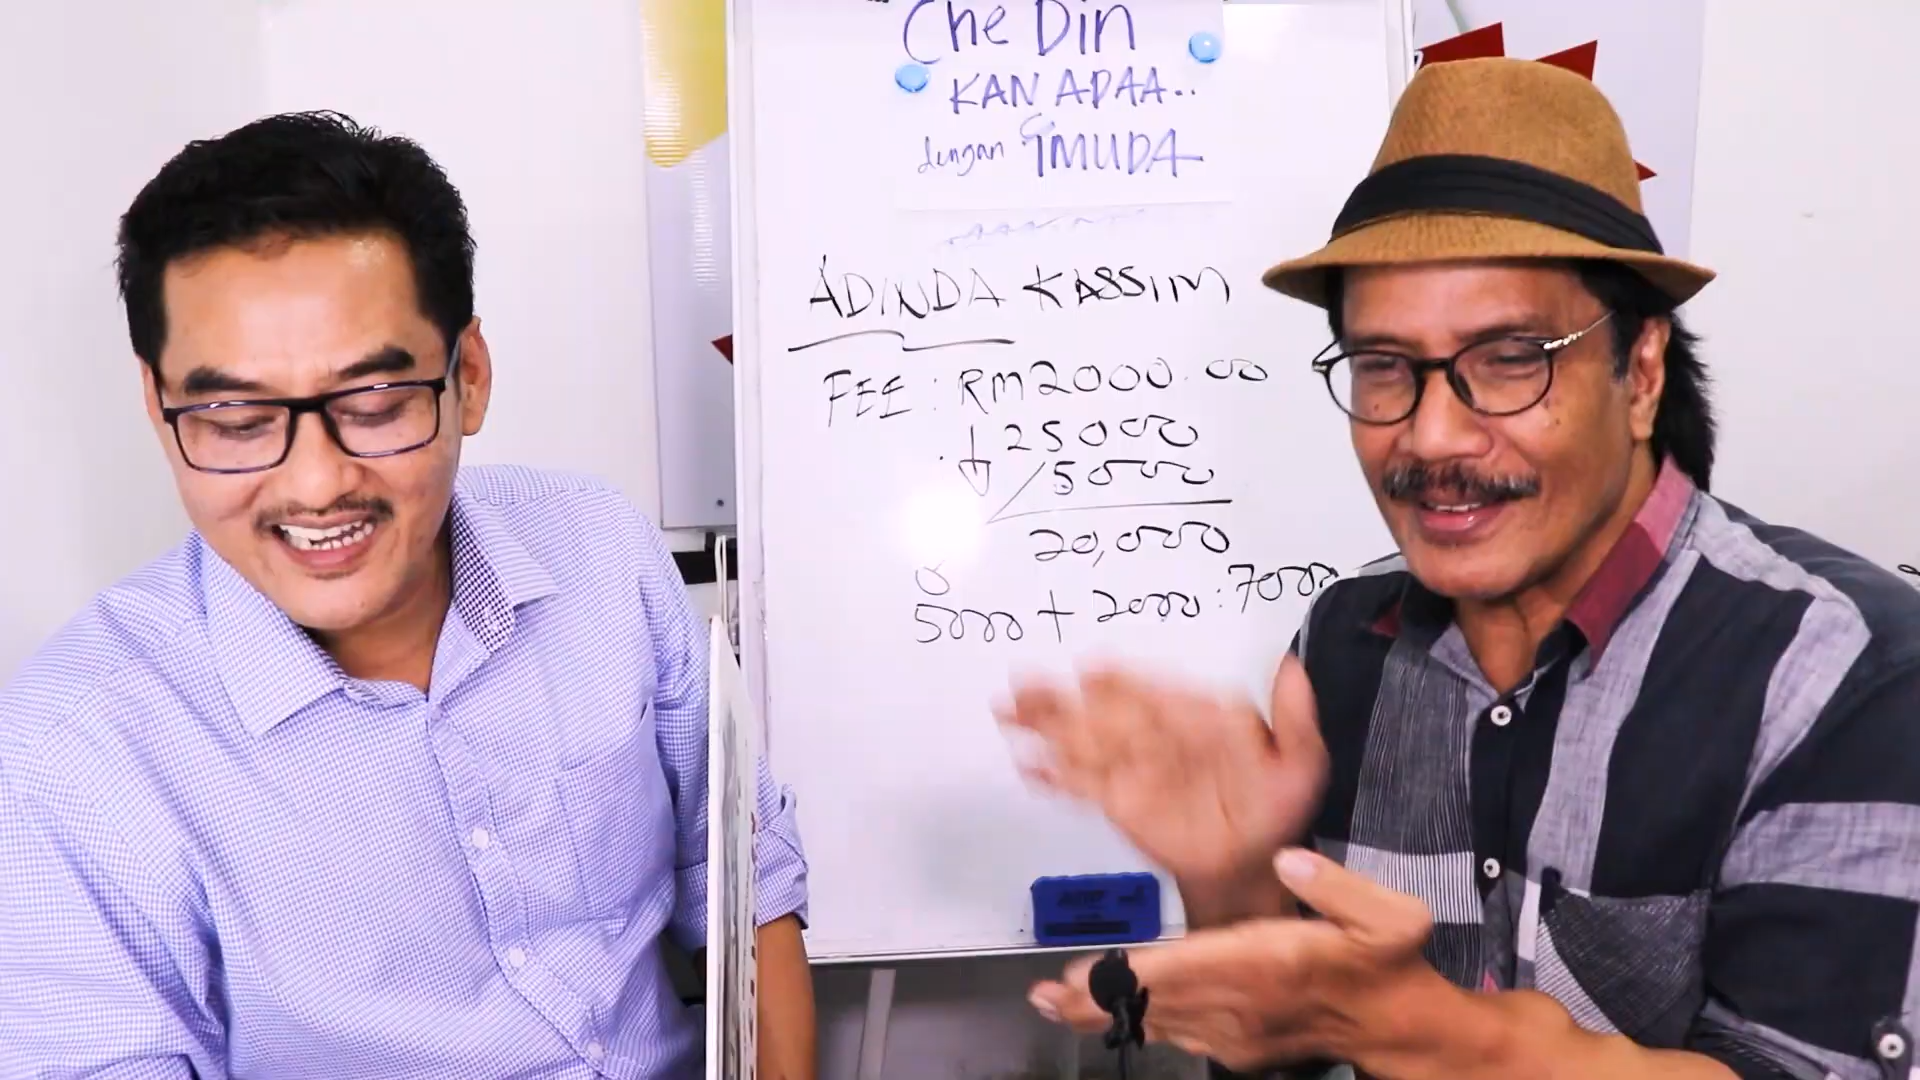 Che Din
KAN ADAA..
dengan IMUDA
ADINDA KASSIM
FEE : RM2000.00
25000
5000
20,000
5000 + 2000 : 7000